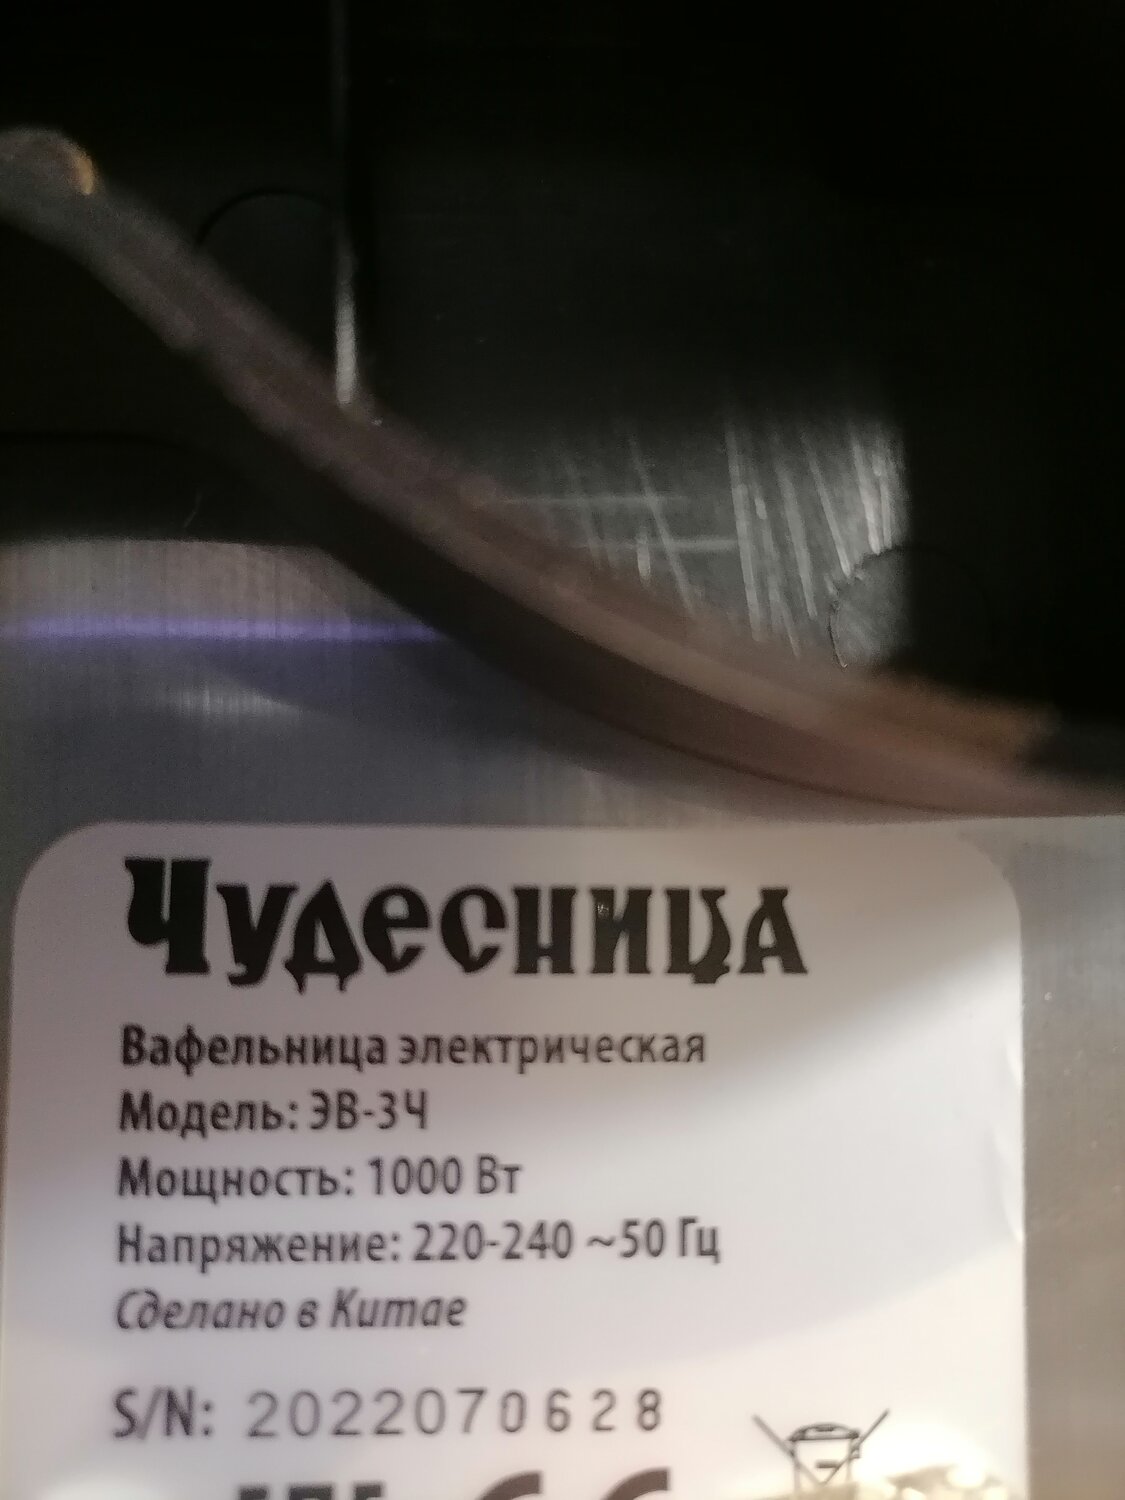 Чудесница
Вафельница электрическая
Модель: ЭВ-3Ч
Мощность: 1000 Вт
Напряжение: 220-240 ~50 Гц
Сделано в Китае
S/N: 2022070628